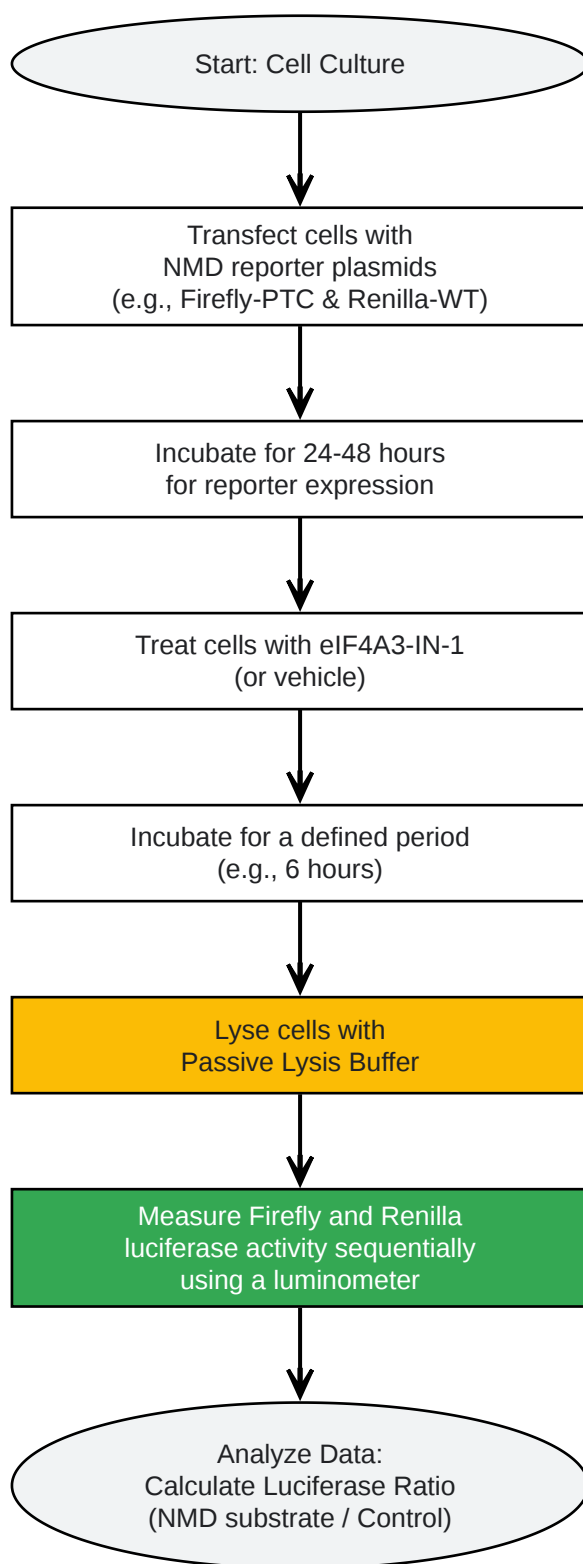 Start: Cell Culture
Transfect cells with
NMD reporter plasmids
(e.g., Firefly-PTC & Renilla-WT)
Incubate for 24-48 hours
for reporter expression
Treat cells with eIF4A3-IN-1
(or vehicle)
Incubate for a defined period
(e.g., 6 hours)
Lyse cells with
Passive Lysis Buffer
Measure Firefly and Renilla
luciferase activity sequentially
using a luminometer
Analyze Data:
Calculate Luciferase Ratio
(NMD substrate / Control)